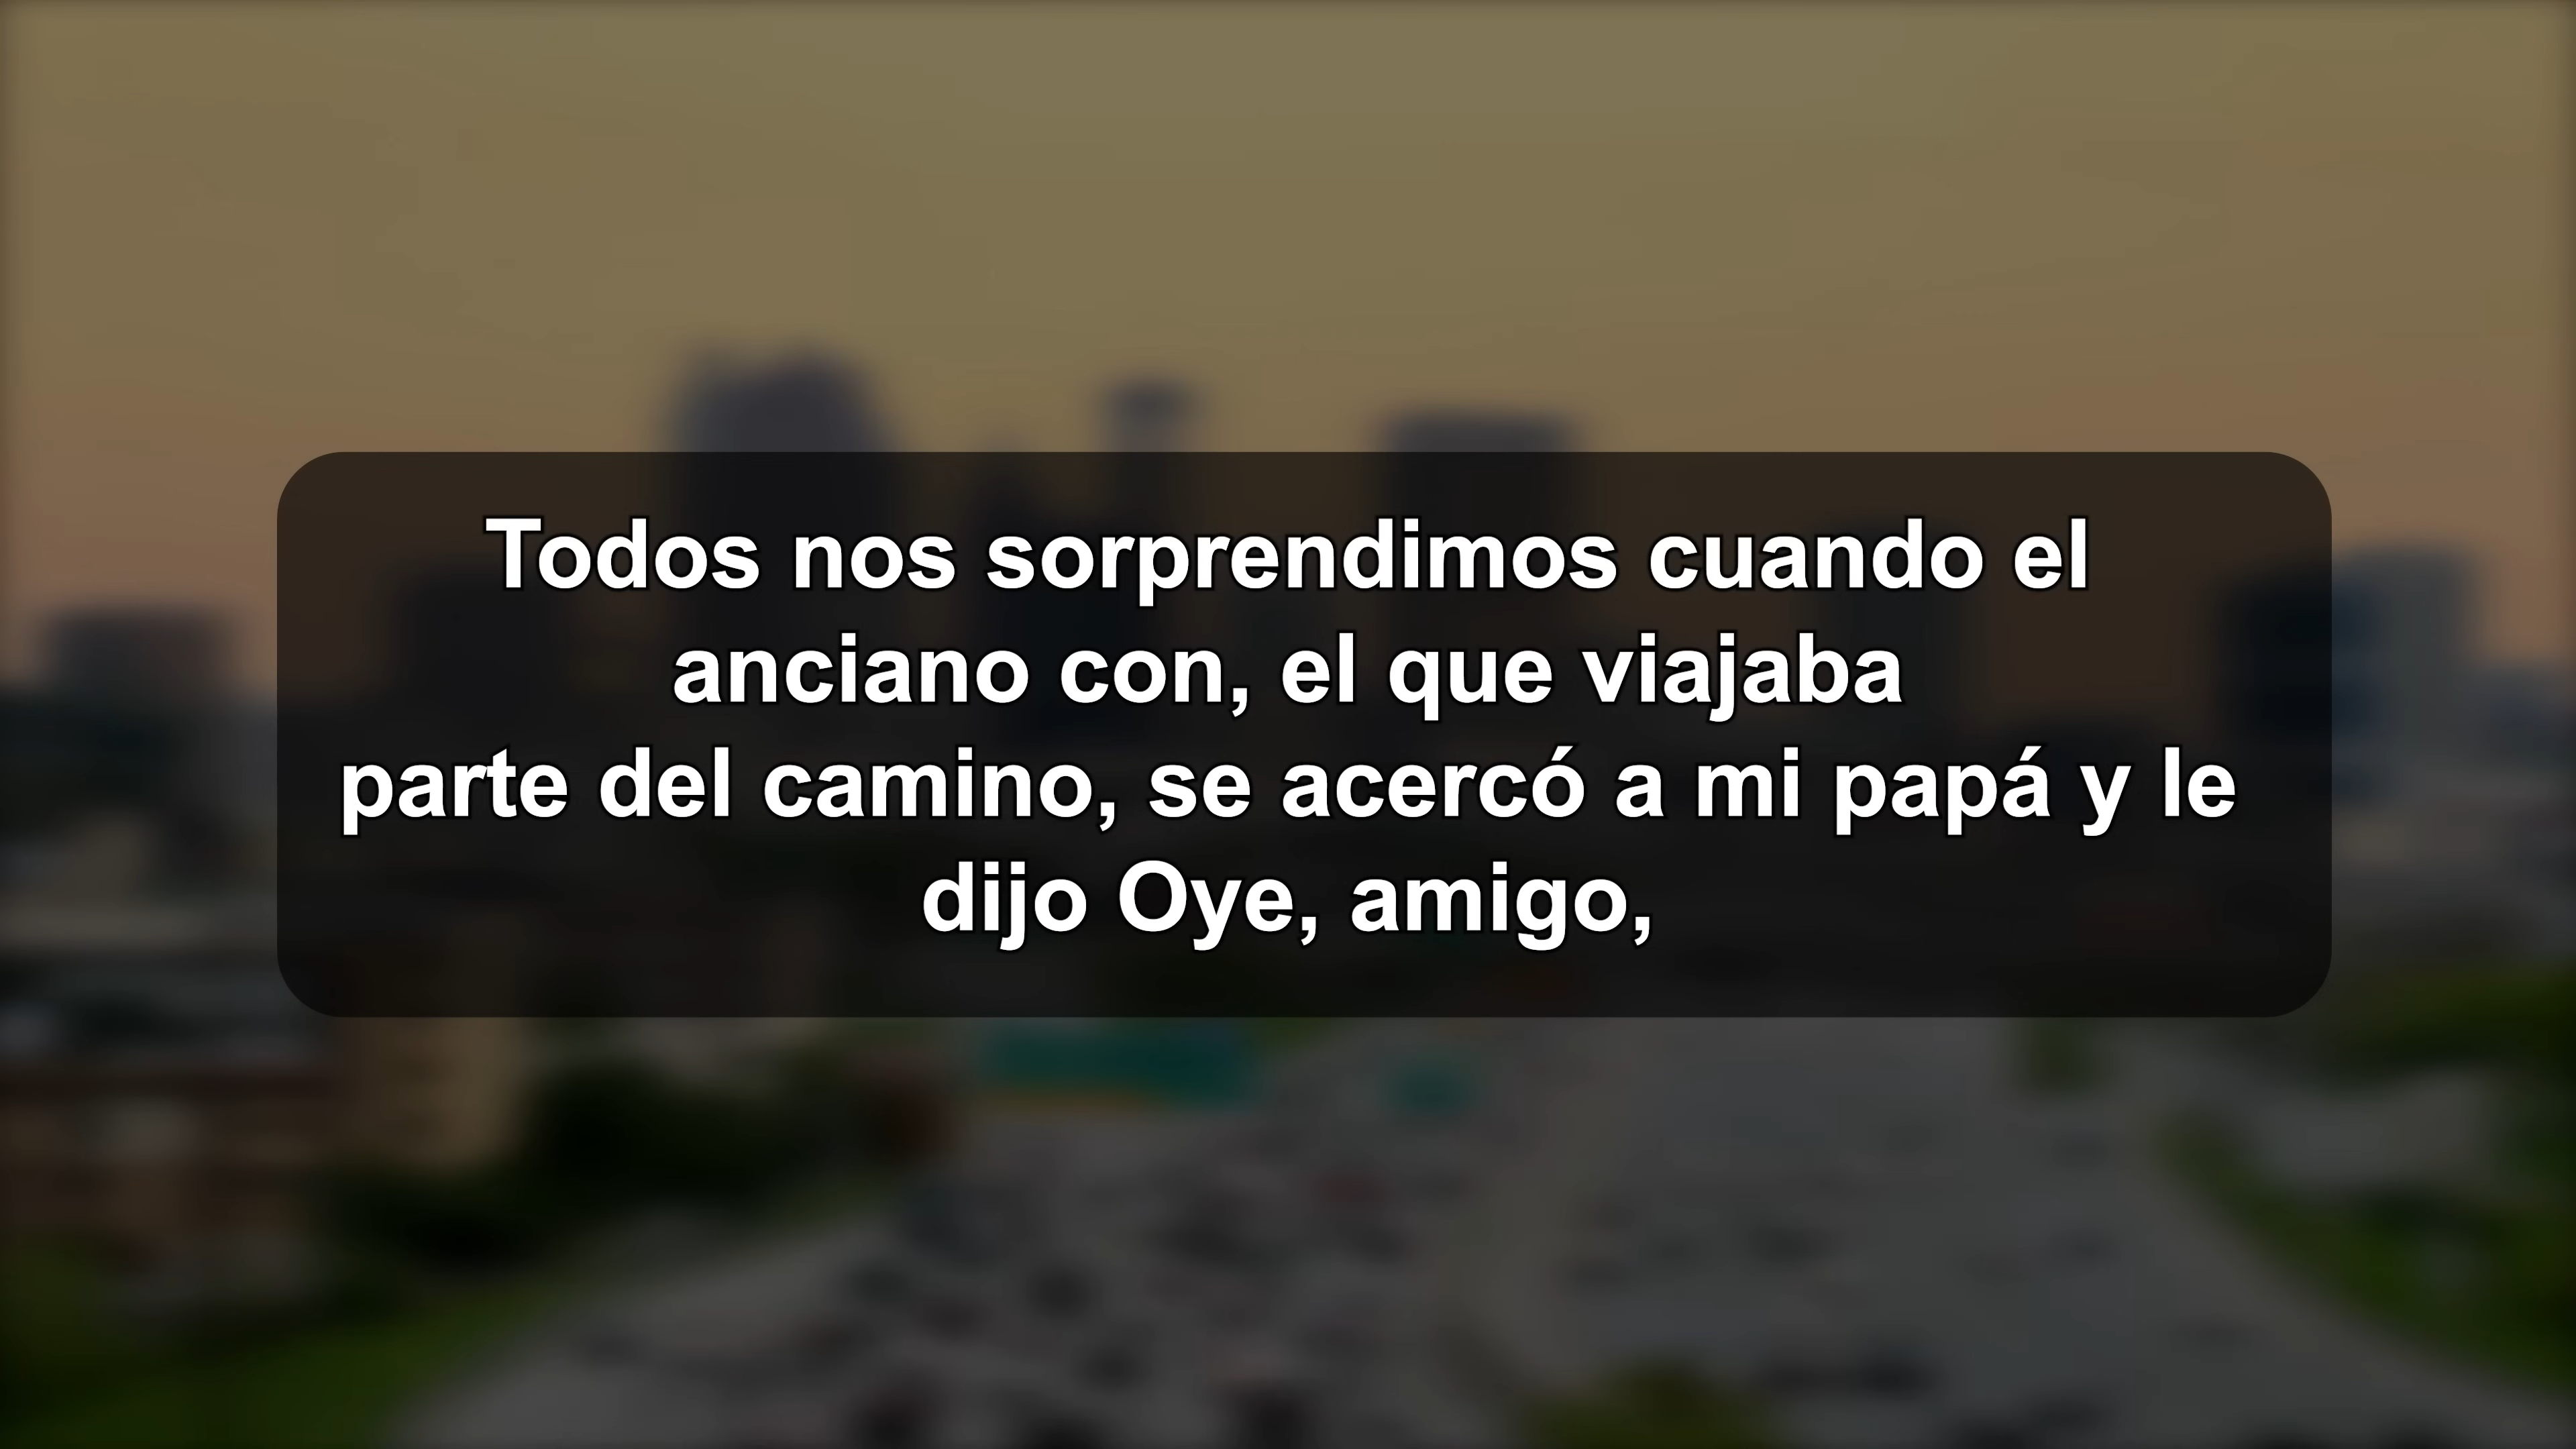 Todos nos sorprendimos cuando el
anciano con, el que viajaba
parte del camino, se acercó a mi papá y le
dijo Oye, amigo,